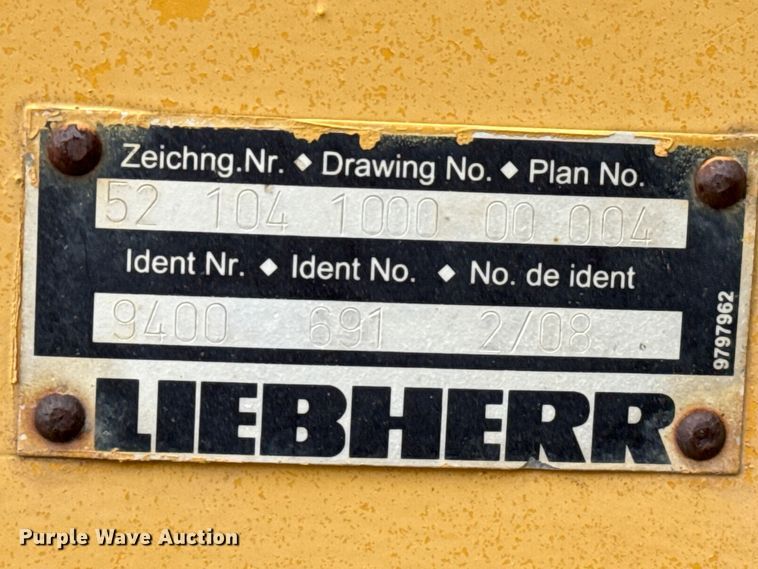 Zeichng.Nr. ◆ Drawing No. ◆ Plan No.
52 104 1000 00 004
Ident Nr. ◆ Ident No. ◆ No. de ident
9400 691 2/08
9797962
LIEBHERR
Purple Wave Auction